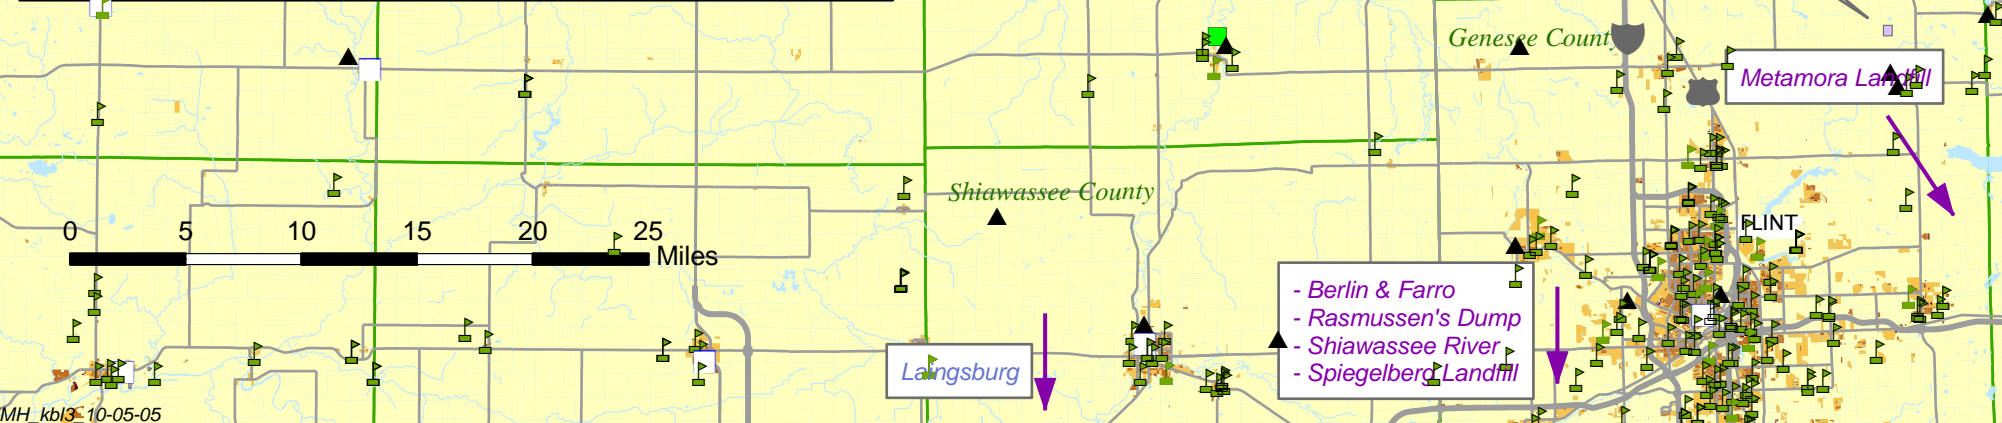 Genesee County
Metamora Landfill
Shiawassee County
FLINT
0 5 10 15 20 25
Miles
- Berlin & Farro
- Rasmussen's Dump
- Shiawassee River
- Spiegelberg Landfill
Laingsburg
MH_kbl3_10-05-05